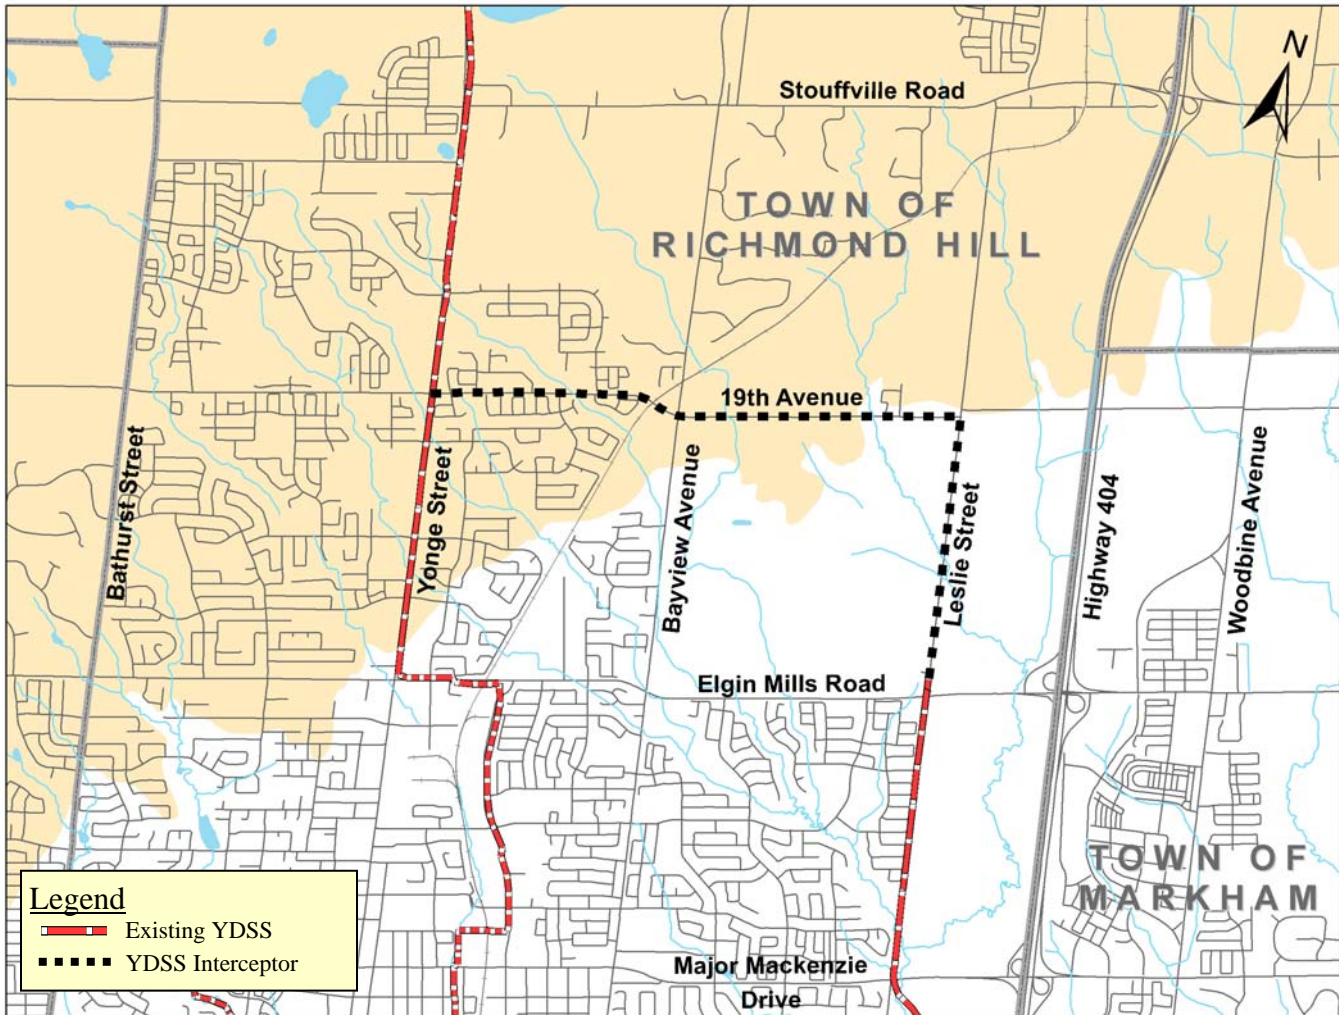 N
Stouffville Road
TOWN OF
RICHMOND HILL
19th Avenue
Bathurst Street
Yonge Street
Bayview Avenue
Leslie Street
Highway 404
Woodbine Avenue
Elgin Mills Road
TOWN OF
MARKHAM
Legend
Existing YDSS
YDSS Interceptor
Major Mackenzie
Drive